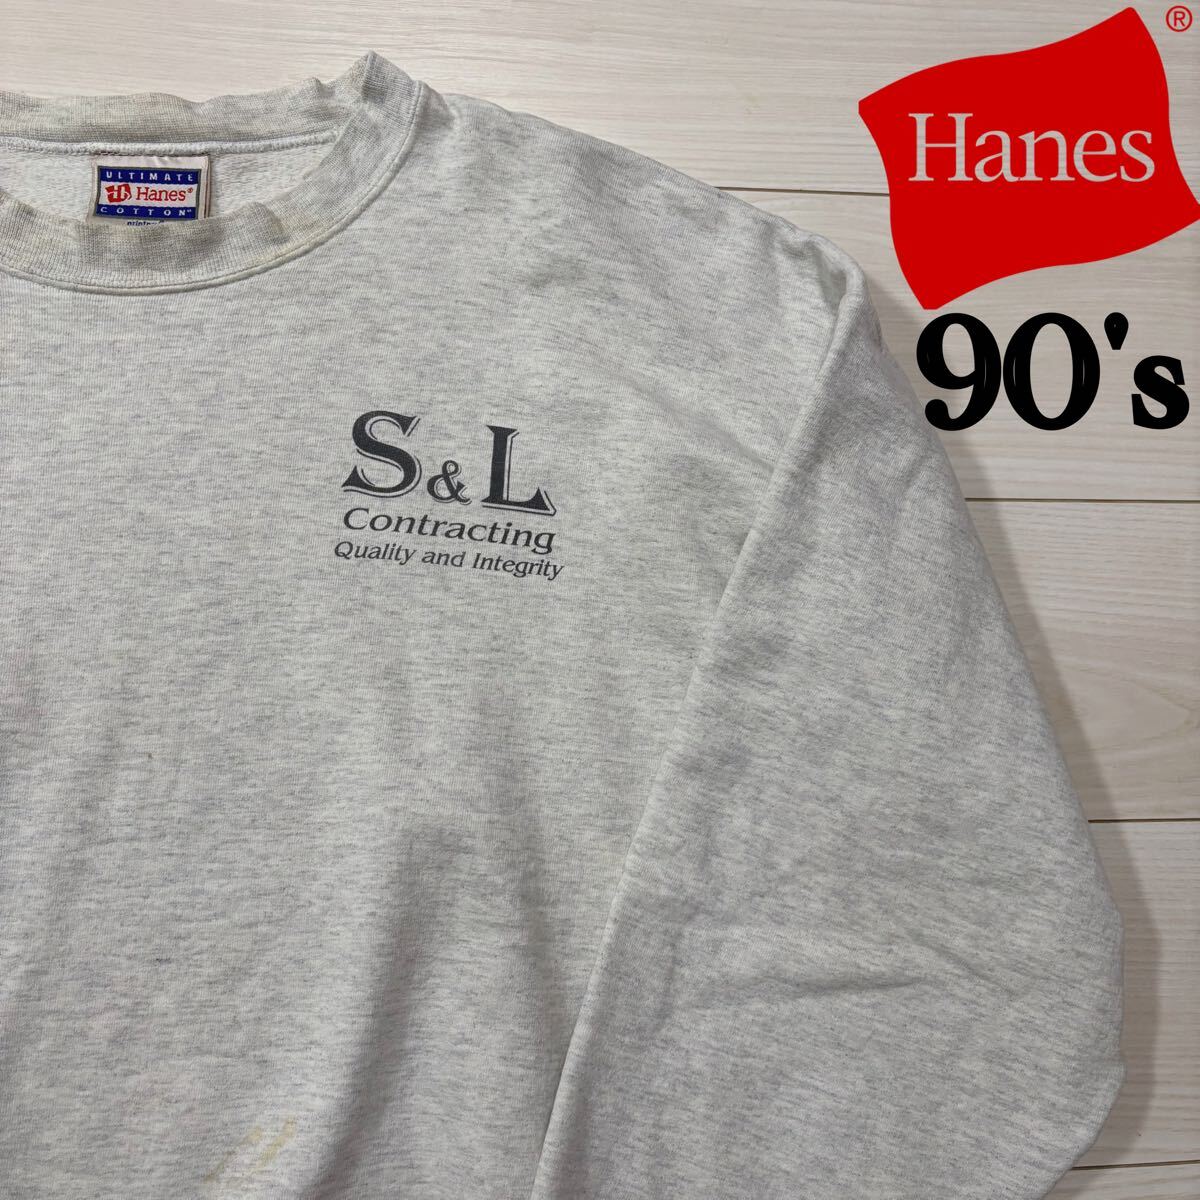 Hanes®
90's
ULTIMATE
Hanes®
COTTON
S&L
Contracting
Quality and Integrity